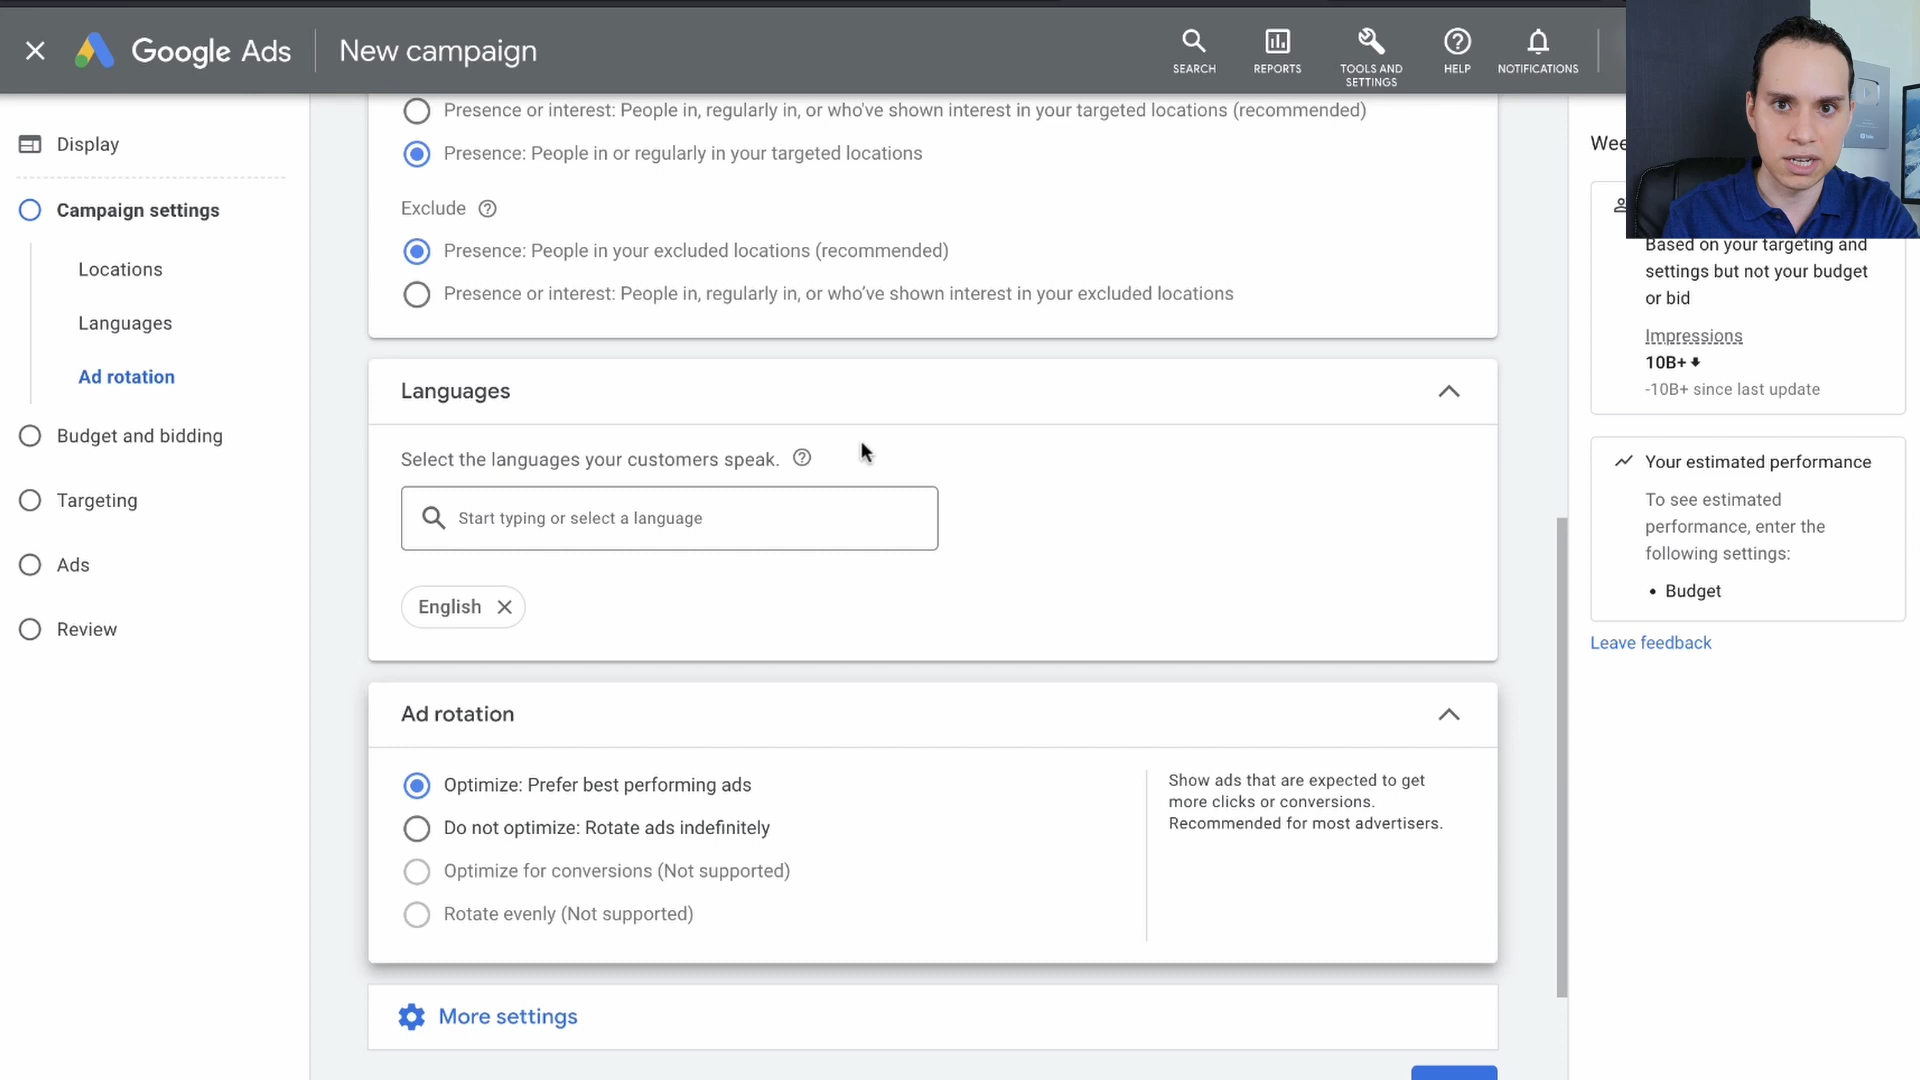 Google Ads
New campaign
SEARCH
REPORTS
TOOLS AND
SETTINGS
HELP
NOTIFICATIONS
Display
Campaign settings
Locations
Languages
Ad rotation
Budget and bidding
Targeting
Ads
Review
Presence or interest: People in, regularly in, or who've shown interest in your targeted locations (recommended)
Presence: People in or regularly in your targeted locations
Exclude
Presence: People in your excluded locations (recommended)
Presence or interest: People in, regularly in, or who’ve shown interest in your excluded locations
Languages
Select the languages your customers speak.
Start typing or select a language
English
Ad rotation
Optimize: Prefer best performing ads
Do not optimize: Rotate ads indefinitely
Optimize for conversions (Not supported)
Rotate evenly (Not supported)
Show ads that are expected to get
more clicks or conversions.
Recommended for most advertisers.
More settings
Wee
Based on your targeting and
settings but not your budget
or bid
Impressions
10B+
-10B+ since last update
Your estimated performance
To see estimated
performance, enter the
following settings:
• Budget
Leave feedback